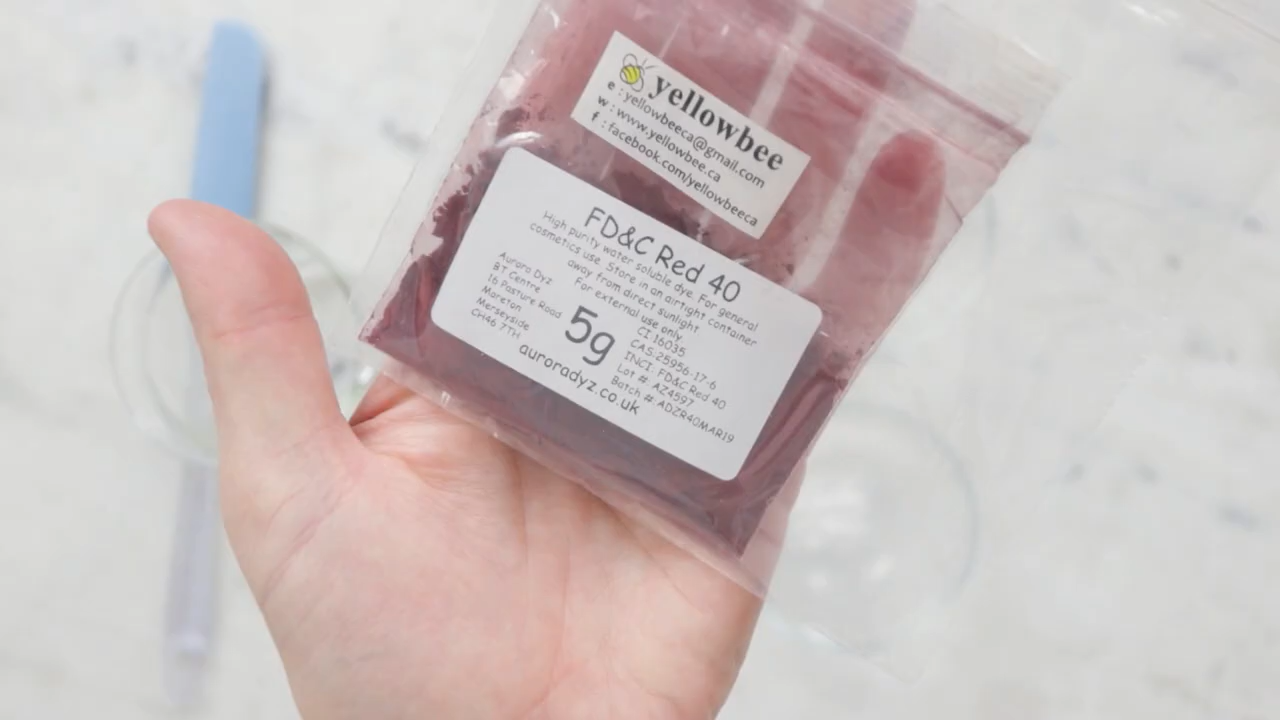 yellowbee
e : yellowbeeca@gmail.com
w : www.yellowbee.ca
f : facebook.com/yellowbeeca
FD&C Red 40
High purity water soluble dye. For general
cosmetics use. Store in an airtight container
away from direct sunlight
For external use only
Aurora Dyz
BT Centre
16 Pasture Road
Moreton
Merseyside
CH46 7TH
5g
CI:16035
CAS:25956-17-6
INCI: FD&C Red 40
Lot #: AZ4597
Batch #: ADZR40MAR19
auroradyz.co.uk